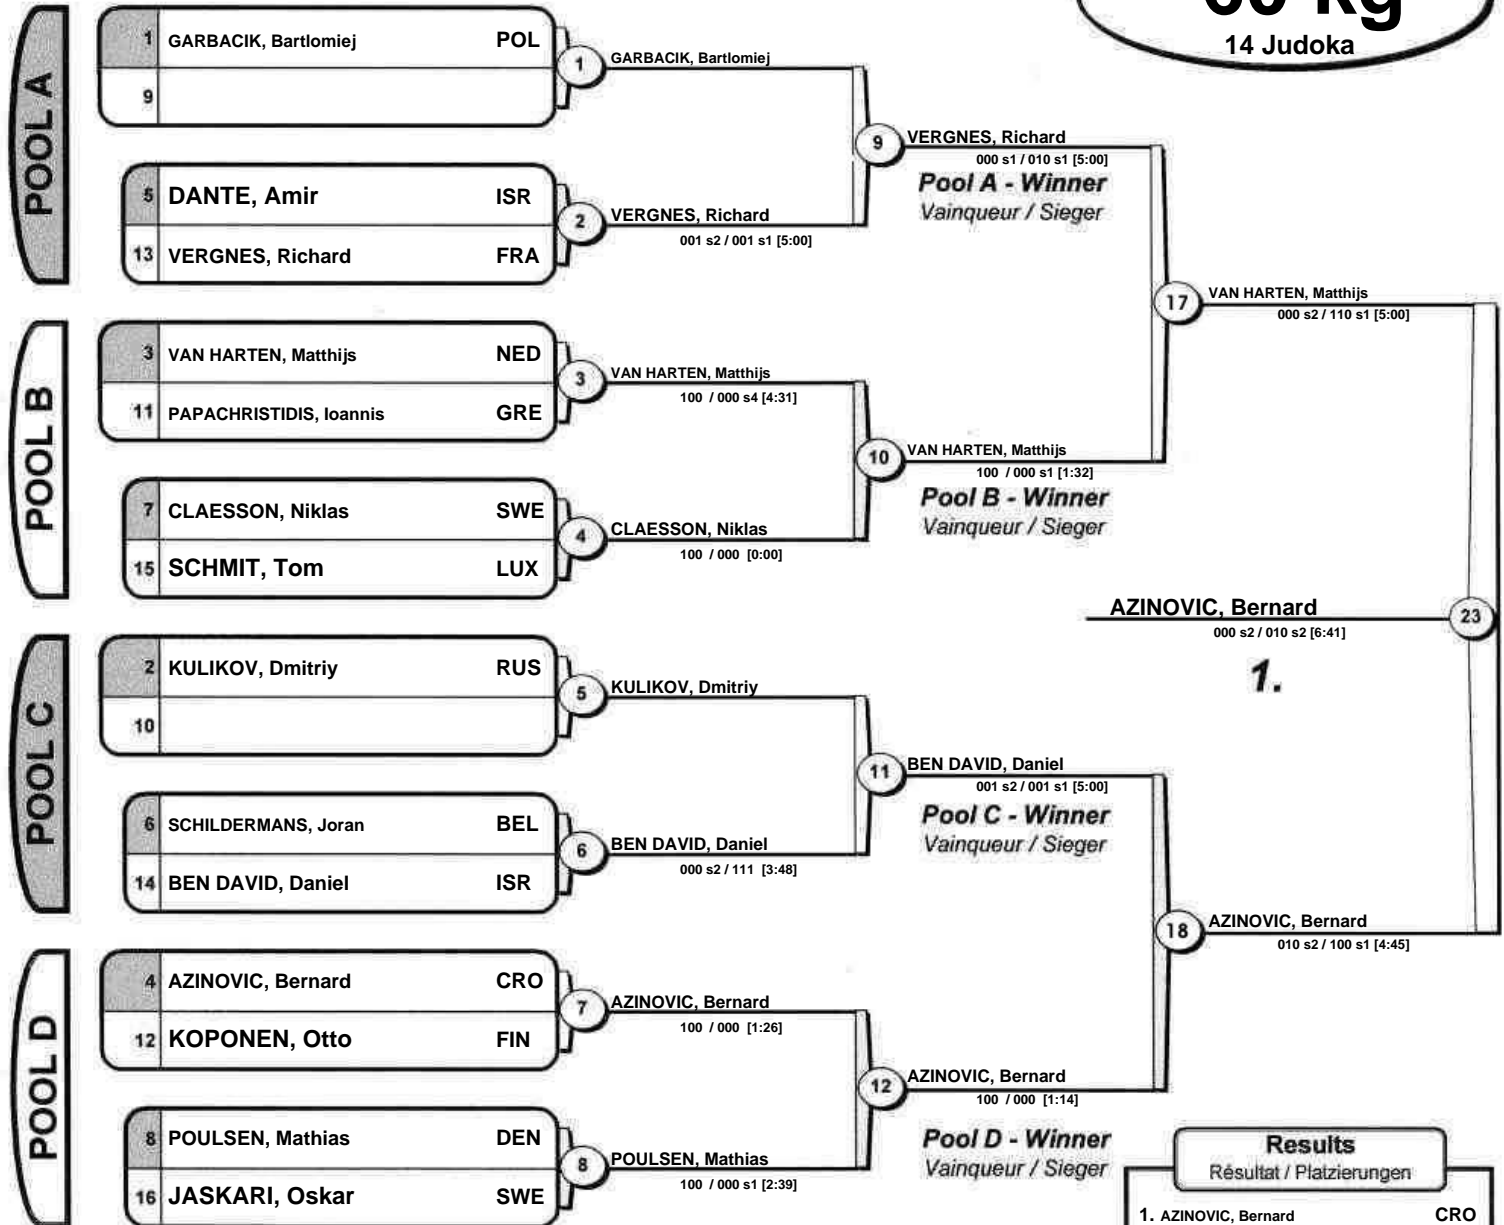 14 Judoka
POOL A
1 GARBACIK, Bartlomiej POL
9
1 GARBACIK, Bartlomiej
5 DANTE, Amir ISR
13 VERGNES, Richard FRA
2 VERGNES, Richard
001 s2 / 001 s1 [5:00]
9 VERGNES, Richard
000 s1 / 010 s1 [5:00]
Pool A - Winner
Vainqueur / Sieger
POOL B
3 VAN HARTEN, Matthijs NED
11 PAPACHRISTIDIS, Ioannis GRE
3 VAN HARTEN, Matthijs
100 / 000 s4 [4:31]
7 CLAESSON, Niklas SWE
15 SCHMIT, Tom LUX
4 CLAESSON, Niklas
100 / 000 [0:00]
10 VAN HARTEN, Matthijs
100 / 000 s1 [1:32]
Pool B - Winner
Vainqueur / Sieger
17 VAN HARTEN, Matthijs
000 s2 / 110 s1 [5:00]
AZINOVIC, Bernard 23
000 s2 / 010 s2 [6:41]
1.
POOL C
2 KULIKOV, Dmitriy RUS
10
5 KULIKOV, Dmitriy
6 SCHILDERMANS, Joran BEL
14 BEN DAVID, Daniel ISR
6 BEN DAVID, Daniel
000 s2 / 111 [3:48]
11 BEN DAVID, Daniel
001 s2 / 001 s1 [5:00]
Pool C - Winner
Vainqueur / Sieger
POOL D
4 AZINOVIC, Bernard CRO
12 KOPONEN, Otto FIN
7 AZINOVIC, Bernard
100 / 000 [1:26]
8 POULSEN, Mathias DEN
16 JASKARI, Oskar SWE
8 POULSEN, Mathias
100 / 000 s1 [2:39]
12 AZINOVIC, Bernard
100 / 000 [1:14]
Pool D - Winner
Vainqueur / Sieger
18 AZINOVIC, Bernard
010 s2 / 100 s1 [4:45]
Results
Résultat / Platzierungen
1. AZINOVIC, Bernard CRO